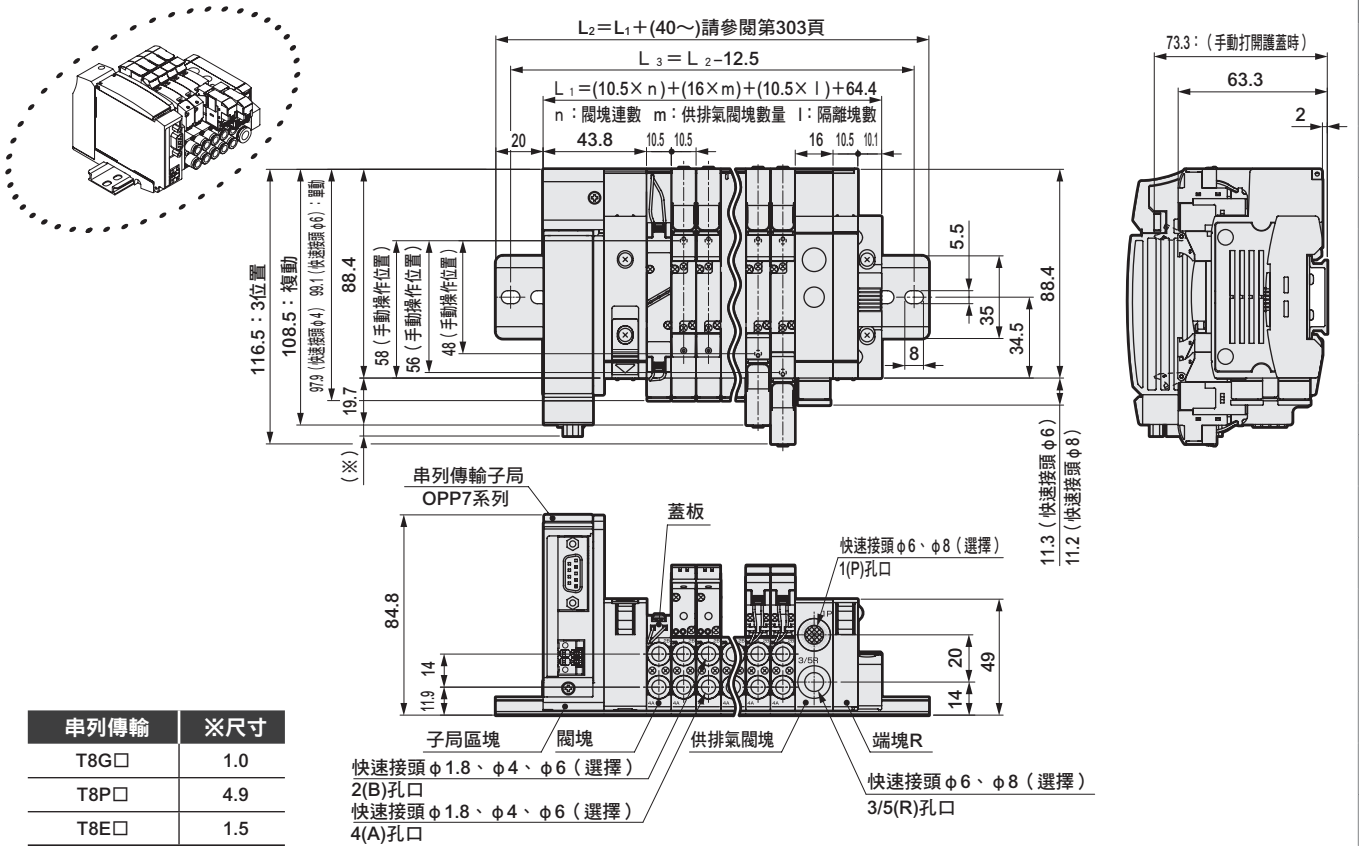 L₂＝L₁＋(40～)請參閱第303頁
L ₃＝L ₂−12.5
L ₁＝(10.5×n)＋(16×m)＋(10.5×l)＋64.4
n：閥塊連數 m：供排氣閥塊數量 l：隔離塊數
20
43.8
10.5
10.5
16
10.5
10.1
73.3：(手動打開護蓋時)
63.3
2
116.5：3位置
108.5：複動
97.9(快速接頭φ4) 99.1(快速接頭φ6)：單動
88.4
19.7
(※)
58(手動操作位置)
56(手動操作位置)
48(手動操作位置)
5.5
35
34.5
8
88.4
11.3(快速接頭φ6)
11.2(快速接頭φ8)
串列傳輸子局
OPP7系列
蓋板
快速接頭φ6、φ8(選擇)
1(P)孔口
84.8
14
11.9
1P
3/5R
4A
4A
4A
4A
4A
20
14
49
子局區塊
閥塊
供排氣閥塊
端塊R
快速接頭φ1.8、φ4、φ6(選擇)
2(B)孔口
快速接頭φ1.8、φ4、φ6(選擇)
4(A)孔口
快速接頭φ6、φ8(選擇)
3/5(R)孔口
串列傳輸 ※尺寸
T8G□ 1.0
T8P□ 4.9
T8E□ 1.5